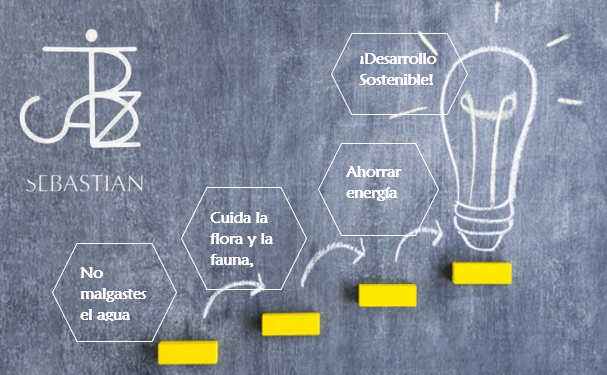 SEBASTIAN
¡Desarrollo
Sostenible!
Ahorrar
energía
Cuida la
flora y la
fauna,
No
malgastes
el agua